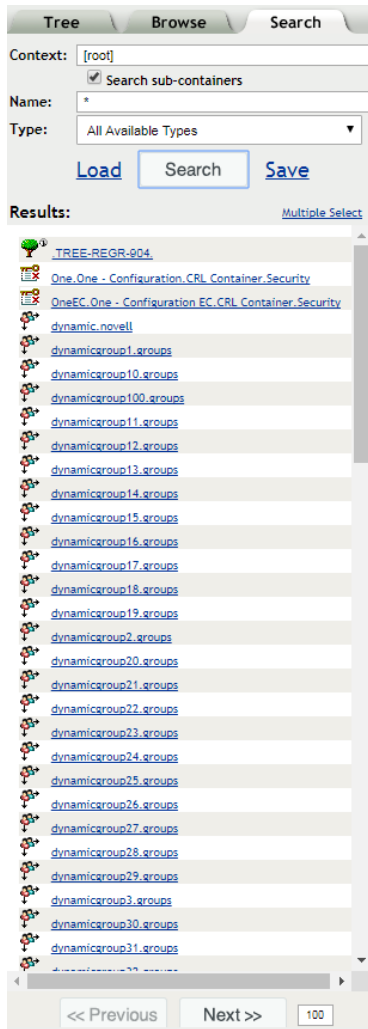 Tree Browse Search
Context: [root]
Search sub-containers
Name: *
Type: All Available Types
Load Search Save
Results: Multiple Select
.TREE-REGR-904.
One.One - Configuration.CRL Container.Security
OneEC.One - Configuration EC.CRL Container.Security
dynamic.novell
dynamicgroup1.groups
dynamicgroup10.groups
dynamicgroup100.groups
dynamicgroup11.groups
dynamicgroup12.groups
dynamicgroup13.groups
dynamicgroup14.groups
dynamicgroup15.groups
dynamicgroup16.groups
dynamicgroup17.groups
dynamicgroup18.groups
dynamicgroup19.groups
dynamicgroup2.groups
dynamicgroup20.groups
dynamicgroup21.groups
dynamicgroup22.groups
dynamicgroup23.groups
dynamicgroup24.groups
dynamicgroup25.groups
dynamicgroup26.groups
dynamicgroup27.groups
dynamicgroup28.groups
dynamicgroup29.groups
dynamicgroup3.groups
dynamicgroup30.groups
dynamicgroup31.groups
<< Previous Next >> 100